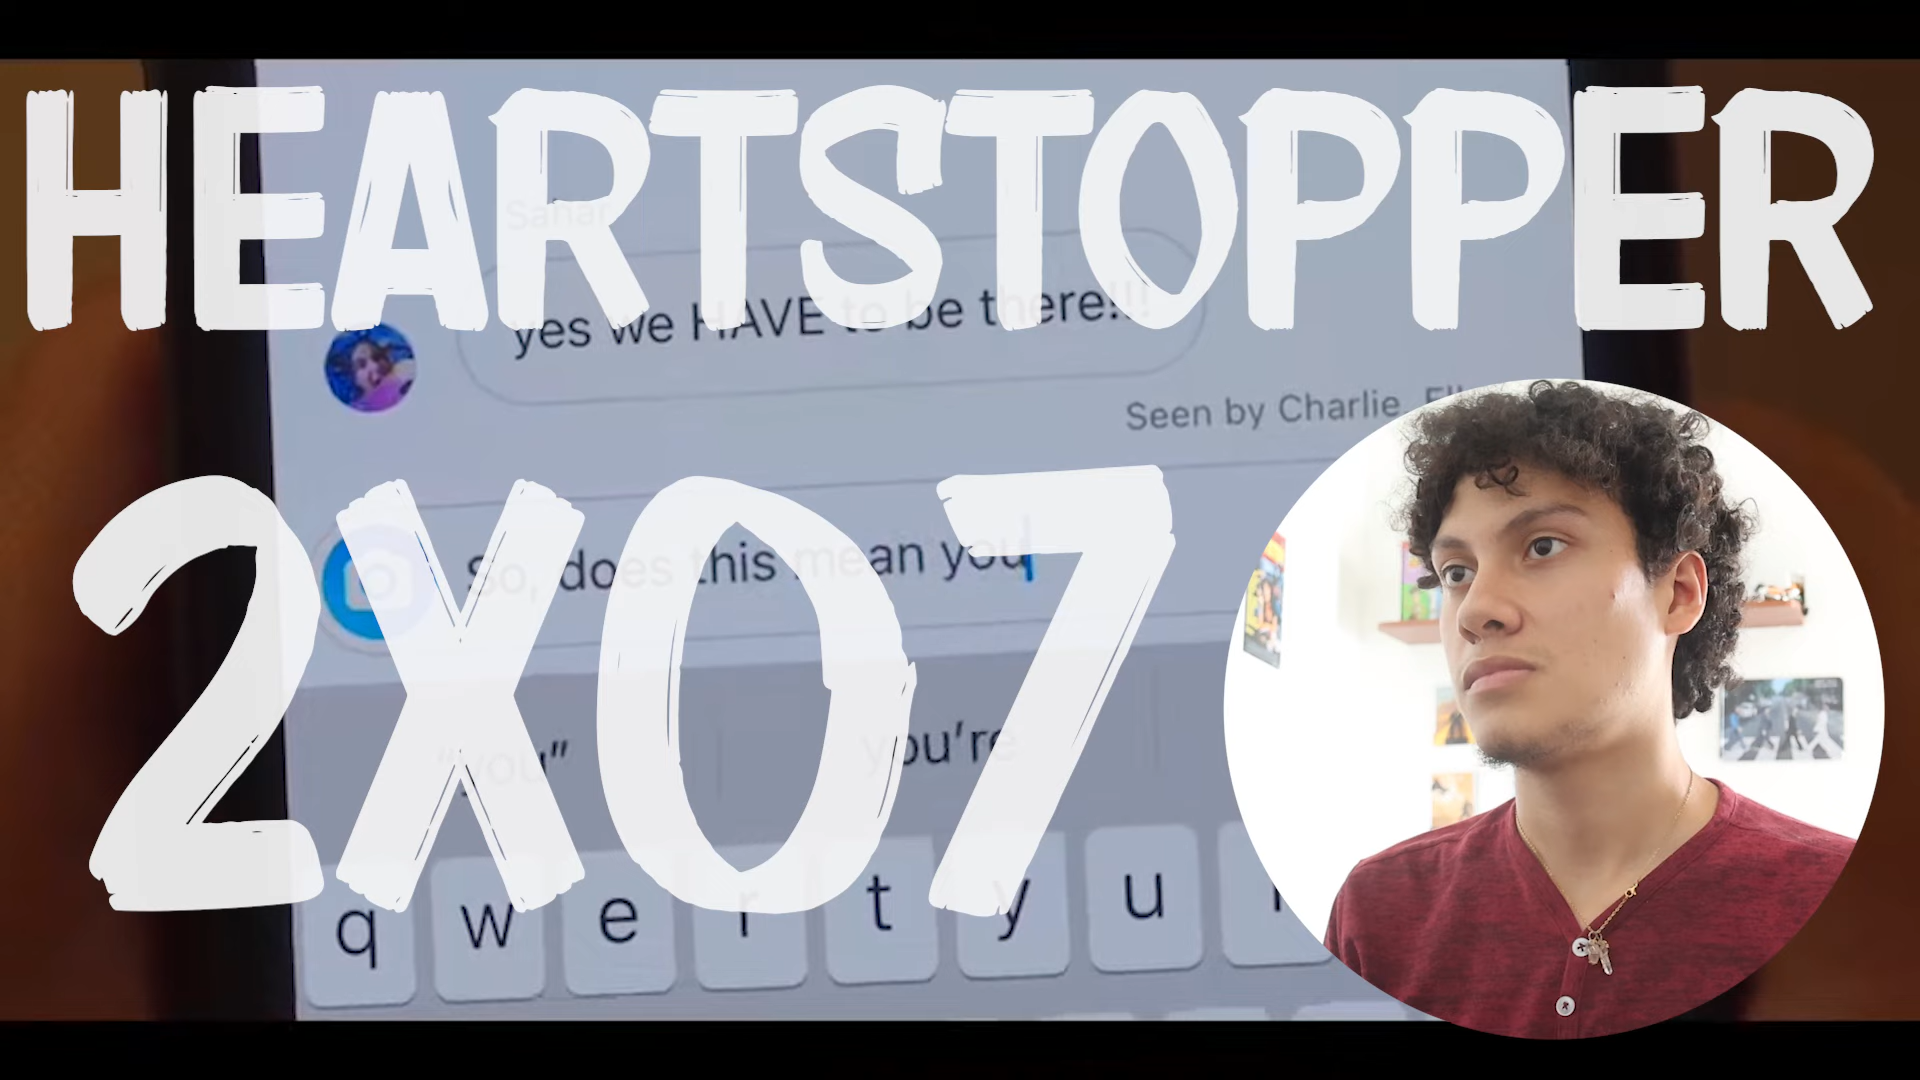 HEARTSTOPPER
Sahar
yes we HAVE to be there!!!
Seen by Charlie,
2X07
So, does this mean you
"you" you're
q w e r t y u